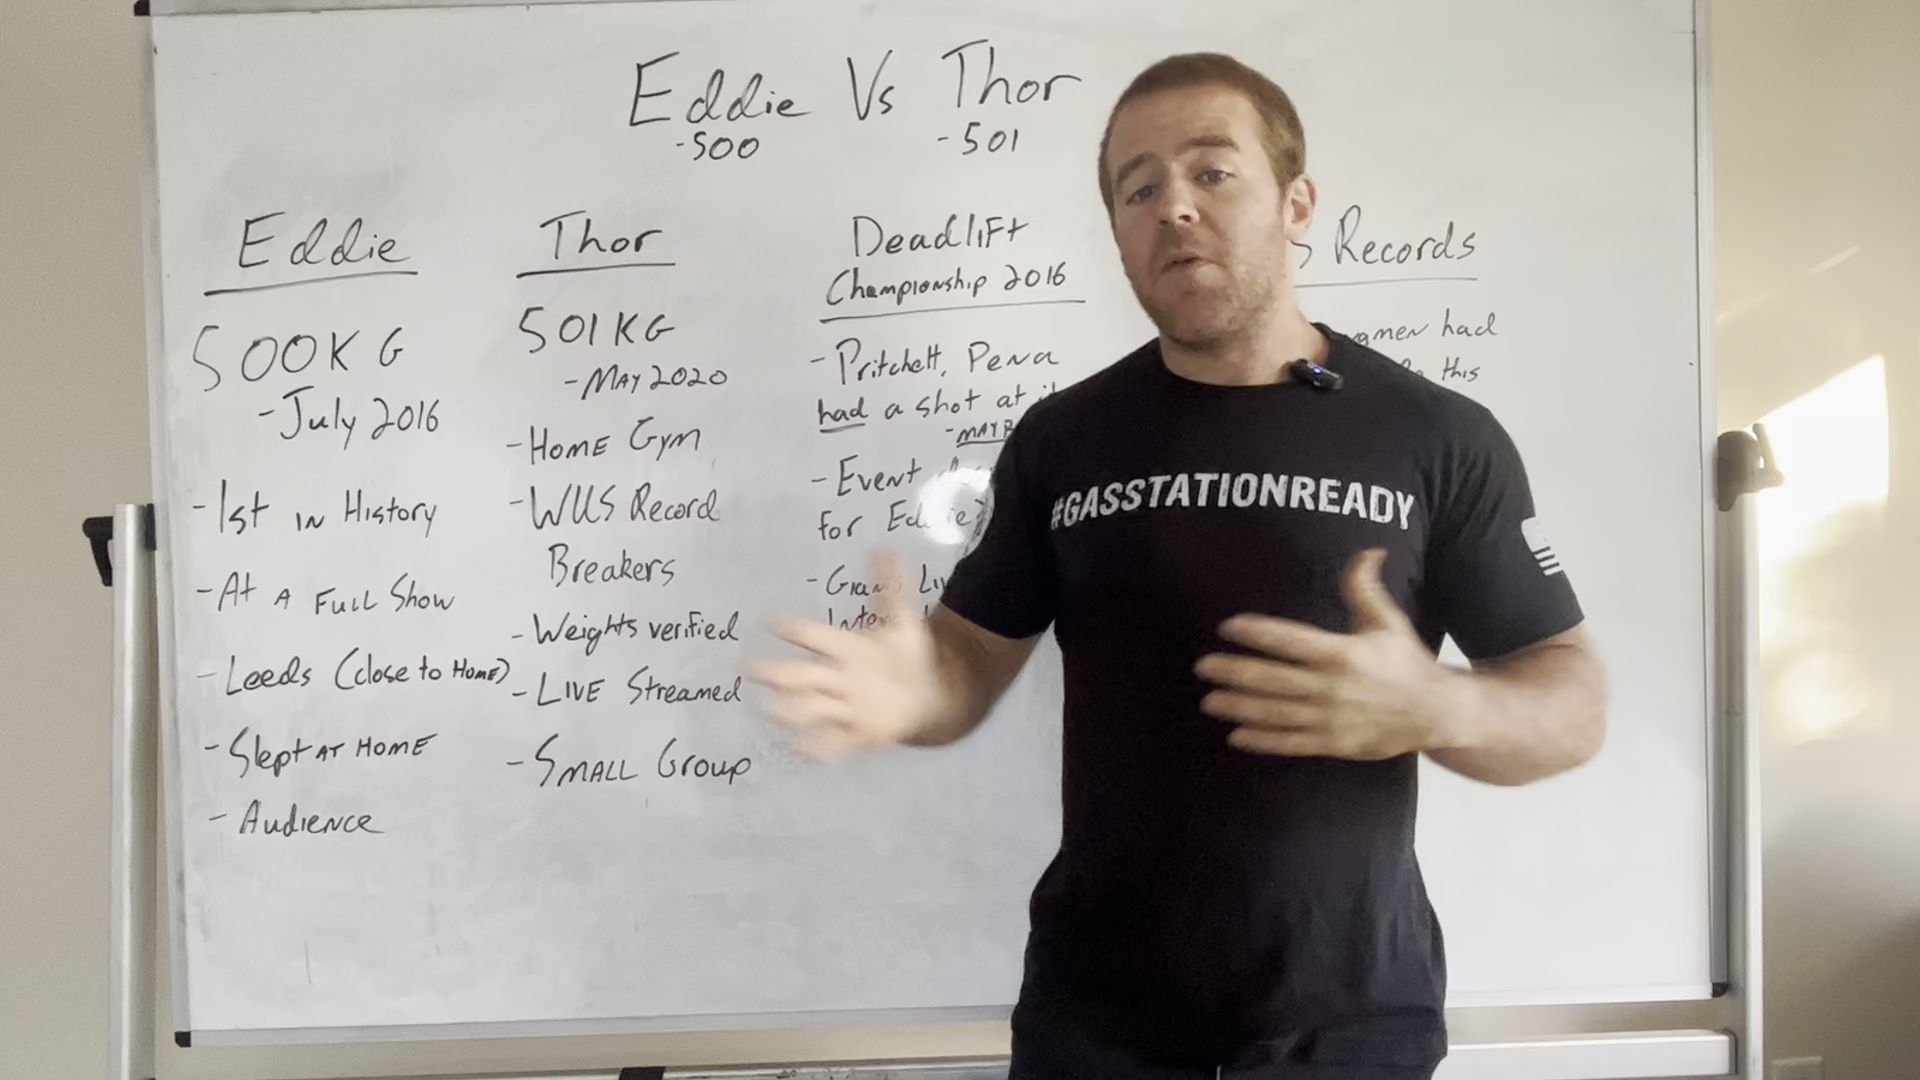 Eddie Vs Thor
-500
-501
Eddie
500KG
-July 2016
-1st in History
-At A Full Show
-Leeds (close to Home)
-Slept AT HOME
-Audience
Thor
501KG
-MAY 2020
-Home Gym
-WUS Record
Breakers
-Weights verified
-LIVE Streamed
-Small Group
Deadlift
Championship 2016
-Pritchett, Pena
had a shot at
-Event
for Eddie?
Records
had
this
#GASSTATIONREADY